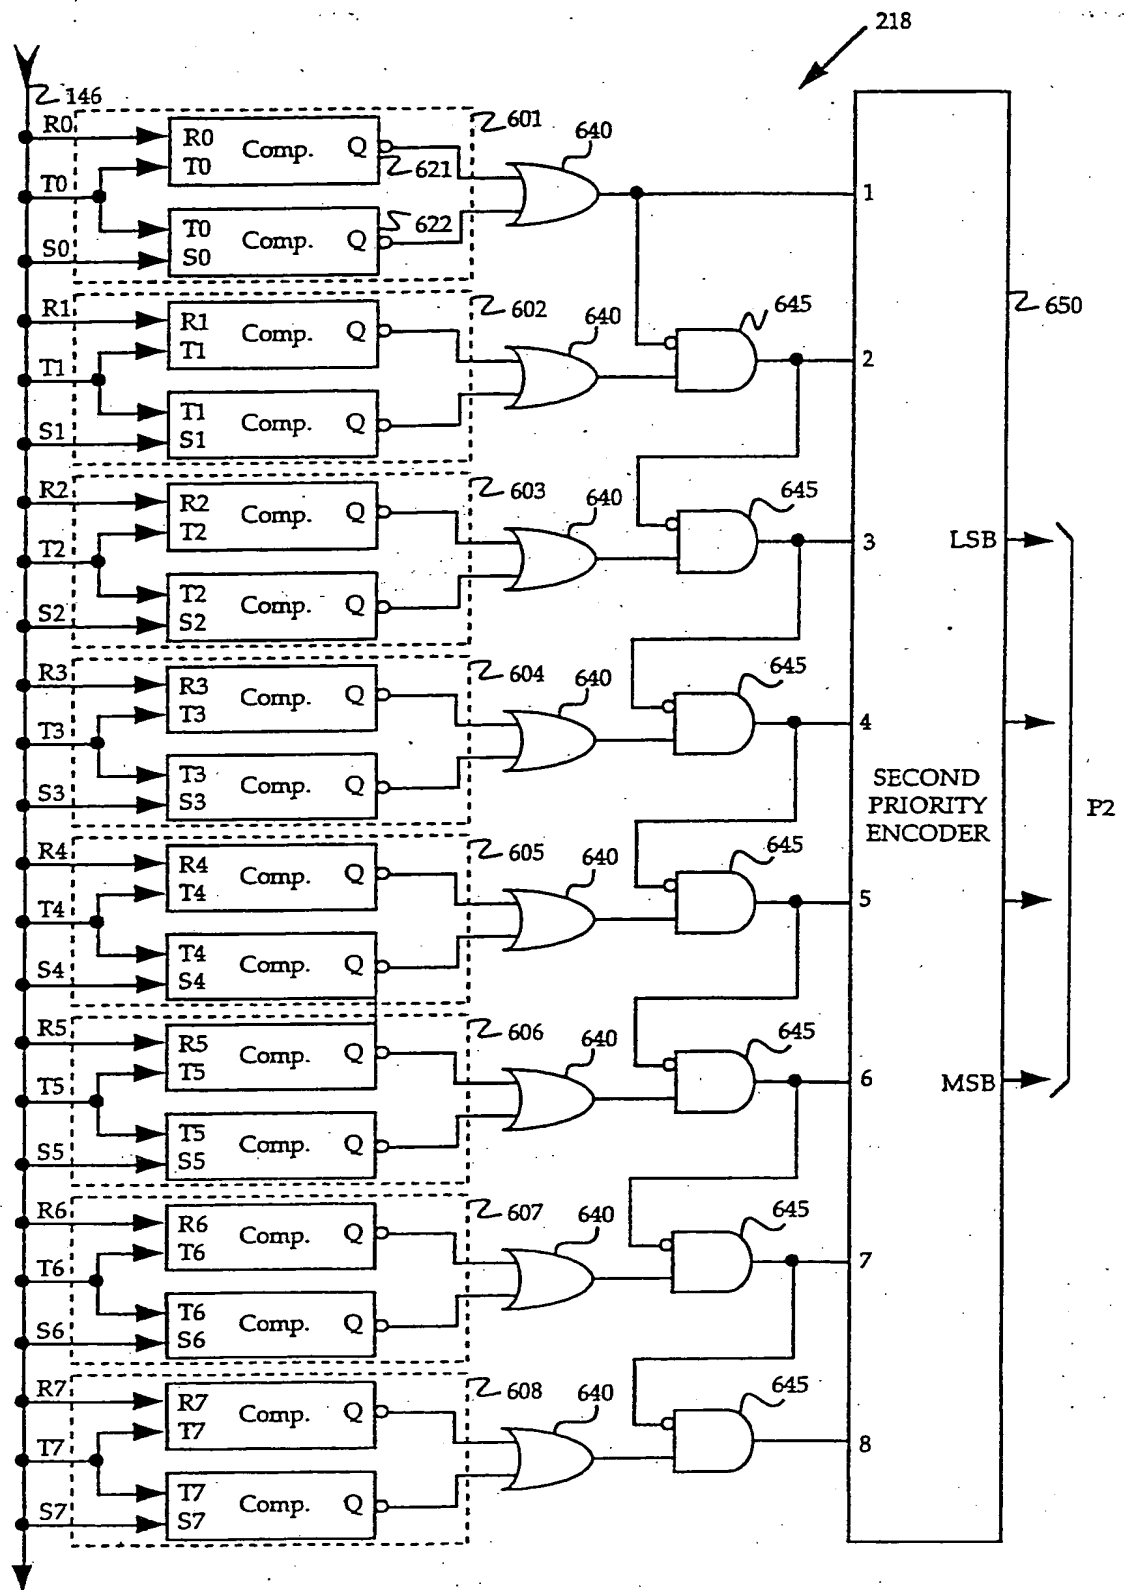 218
146
R0
R0
T0
Comp.
Q
601
621
640
T0
T0
S0
Comp.
Q
622
S0
1
R1
R1
T1
Comp.
Q
602
640
645
650
T1
T1
S1
Comp.
Q
S1
2
R2
R2
T2
Comp.
Q
603
640
645
T2
T2
S2
Comp.
Q
S2
3
LSB
R3
R3
T3
Comp.
Q
604
640
645
T3
T3
S3
Comp.
Q
S3
4
SECOND
PRIORITY
ENCODER
P2
R4
R4
T4
Comp.
Q
605
640
645
T4
T4
S4
Comp.
Q
S4
5
R5
R5
T5
Comp.
Q
606
640
645
T5
T5
S5
Comp.
Q
S5
6
MSB
R6
R6
T6
Comp.
Q
607
640
645
T6
T6
S6
Comp.
Q
S6
7
R7
R7
T7
Comp.
Q
608
640
645
T7
T7
S7
Comp.
Q
S7
8